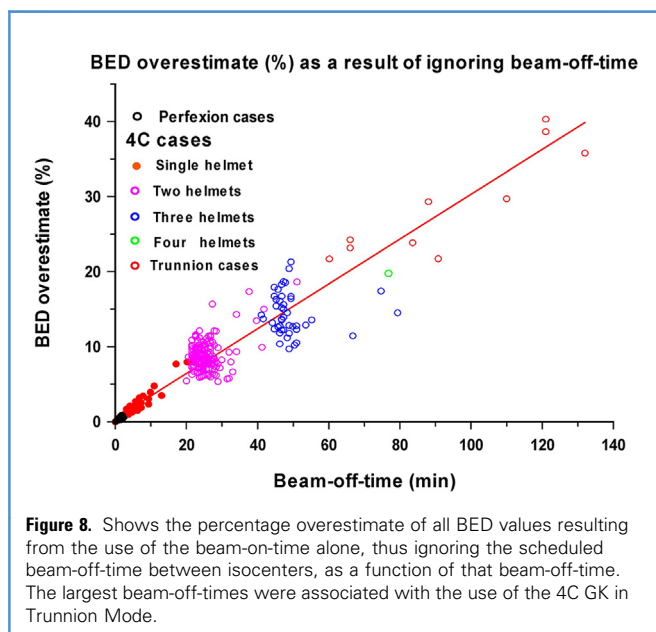 BED overestimate (%) as a result of ignoring beam-off-time
50
40
30
20
10
0
BED overestimate (%)
Perfexion cases
4C cases
Single helmet
Two helmets
Three helmets
Four helmets
Trunnion cases
0 20 40 60 80 100 120 140
Beam-off-time (min)
Figure 8. Shows the percentage overestimate of all BED values resulting
from the use of the beam-on-time alone, thus ignoring the scheduled
beam-off-time between isocenters, as a function of that beam-off-time.
The largest beam-off-times were associated with the use of the 4C GK in
Trunnion Mode.